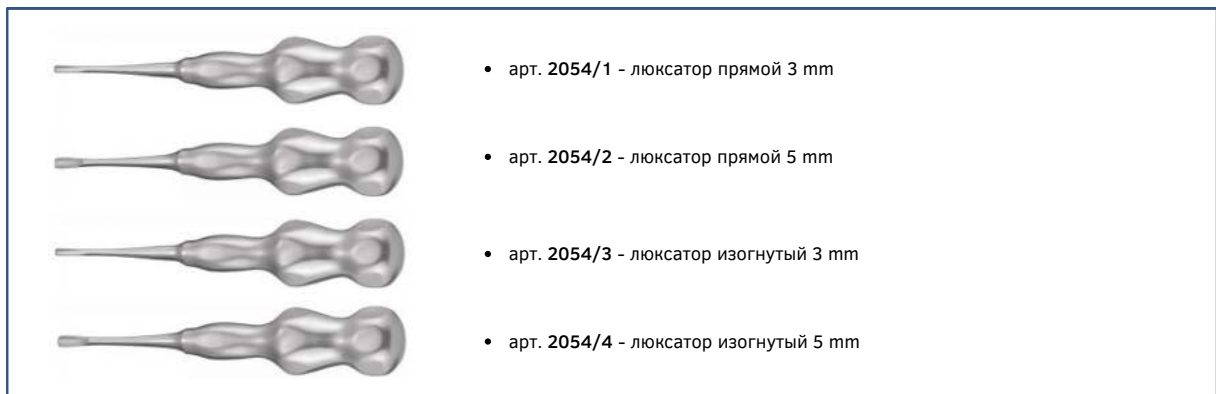 • арт. 2054/1 - люксатор прямой 3 mm
• арт. 2054/2 - люксатор прямой 5 mm
• арт. 2054/3 - люксатор изогнутый 3 mm
• арт. 2054/4 - люксатор изогнутый 5 mm